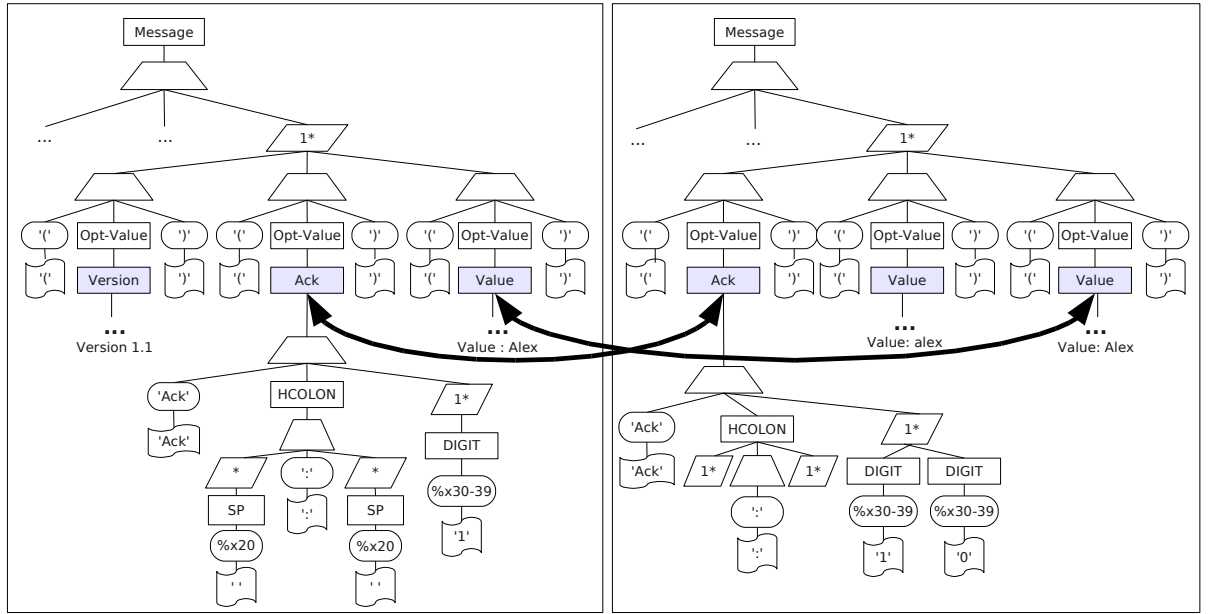 Message
... ... 1*
'(' Opt-Value ')' '(' Opt-Value ')' '(' Opt-Value ')'
'(' Version ')' '(' Ack ')' '(' Value ')'
... ...
Version 1.1 Value : Alex
'Ack' HCOLON 1*
'Ack' DIGIT
* ':' * %x30-39
SP ':' SP '1'
%x20 %x20
' ' ' '
Message
... ... 1*
'(' Opt-Value ')' '(' Opt-Value ')' '(' Opt-Value ')'
'(' Ack ')' '(' Value ')' '(' Value ')'
... ...
Value: alex Value: Alex
'Ack' HCOLON 1*
'Ack' 1* 1* DIGIT DIGIT
':' %x30-39 %x30-39
':' '1' '0'